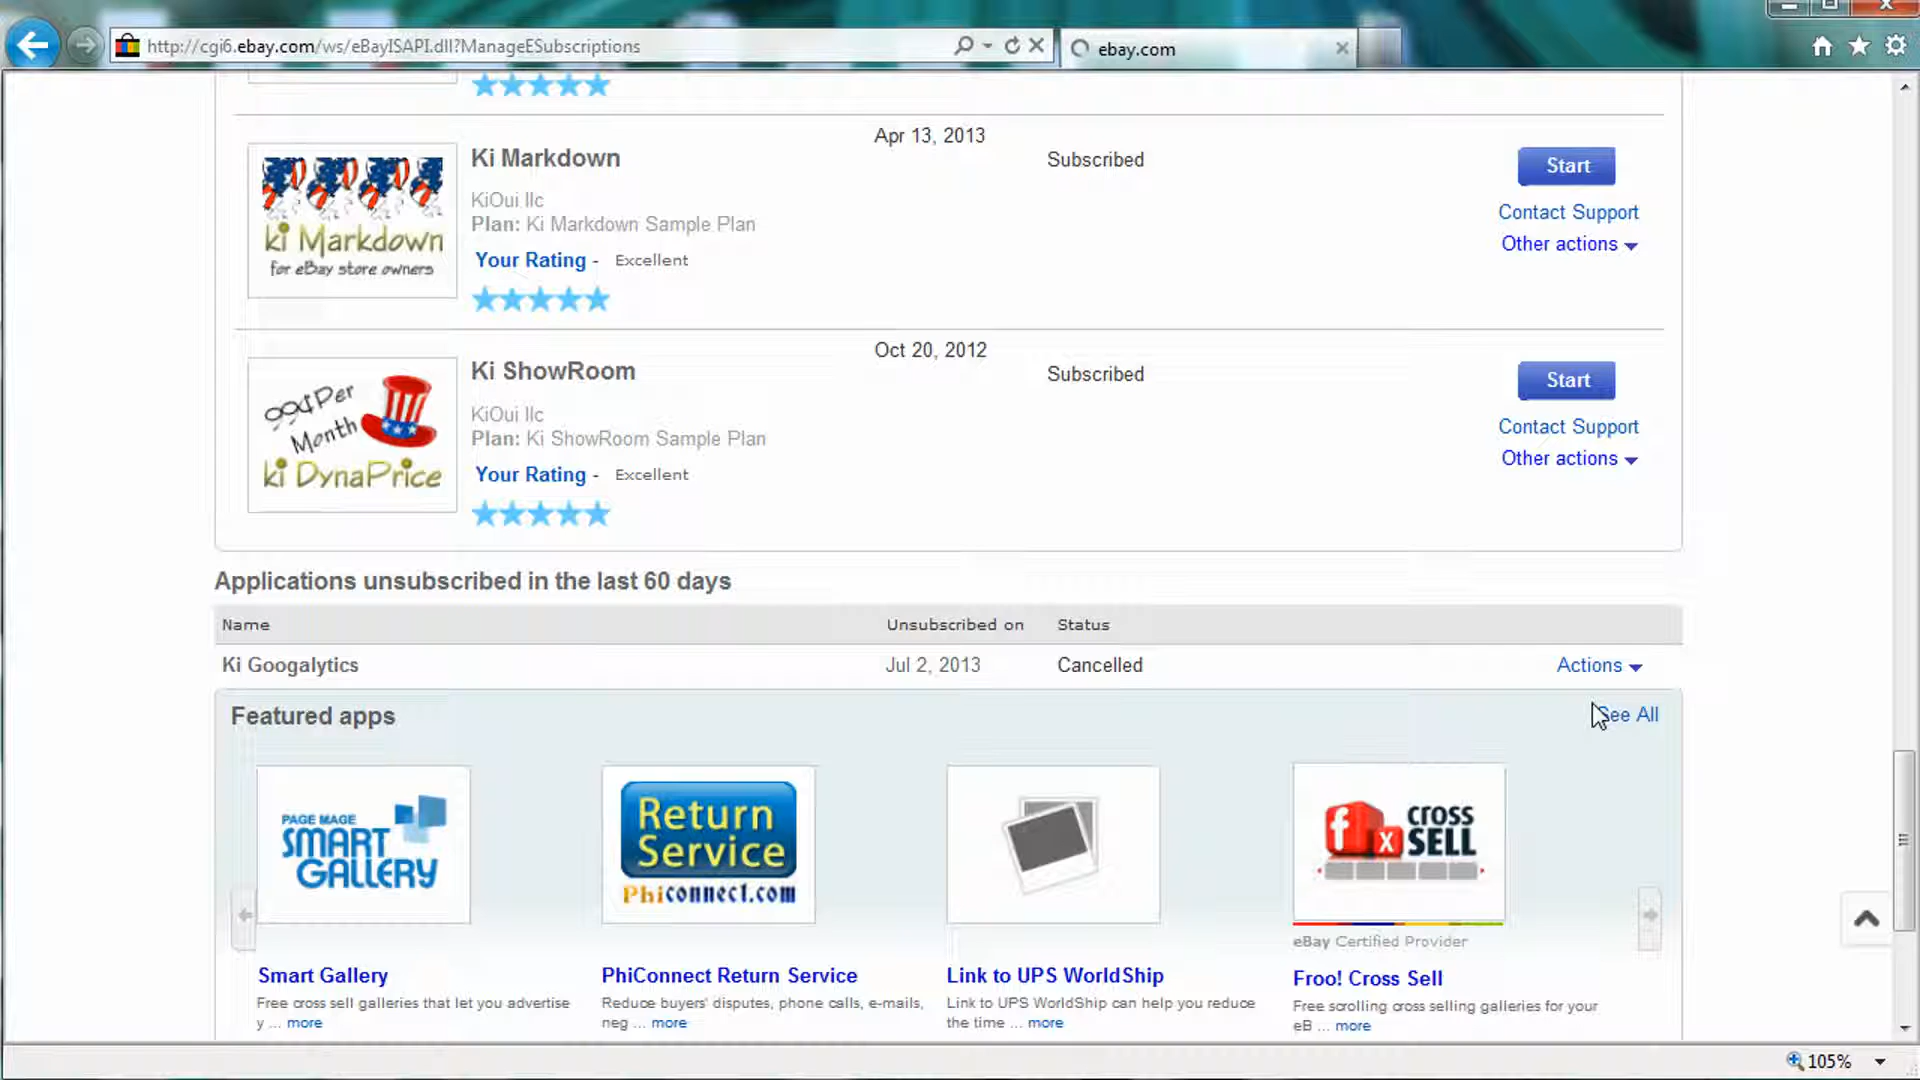 http://cgi6.ebay.com/ws/eBayISAPI.dll?ManageESubscriptions
ebay.com
Apr 13, 2013
Ki Markdown
Subscribed
Start
KiOui llc
Contact Support
Plan: Ki Markdown Sample Plan
Other actions
Your Rating - Excellent
ki Markdown
for eBay store owners
Oct 20, 2012
Ki ShowRoom
Subscribed
Start
99¢ Per
Month
ki DynaPrice
KiOui llc
Contact Support
Plan: Ki ShowRoom Sample Plan
Other actions
Your Rating - Excellent
Applications unsubscribed in the last 60 days
Name Unsubscribed on Status
Ki Googalytics Jul 2, 2013 Cancelled Actions
Featured apps
See All
PAGE MAGE
SMART
GALLERY
Return
Service
Phiconnect.com
f x CROSS
SELL
eBay Certified Provider
Smart Gallery
Free cross sell galleries that let you advertise
y ... more
PhiConnect Return Service
Reduce buyers' disputes, phone calls, e-mails,
neg ... more
Link to UPS WorldShip
Link to UPS WorldShip can help you reduce
the time ... more
Froo! Cross Sell
Free scrolling cross selling galleries for your
eB ... more
105%